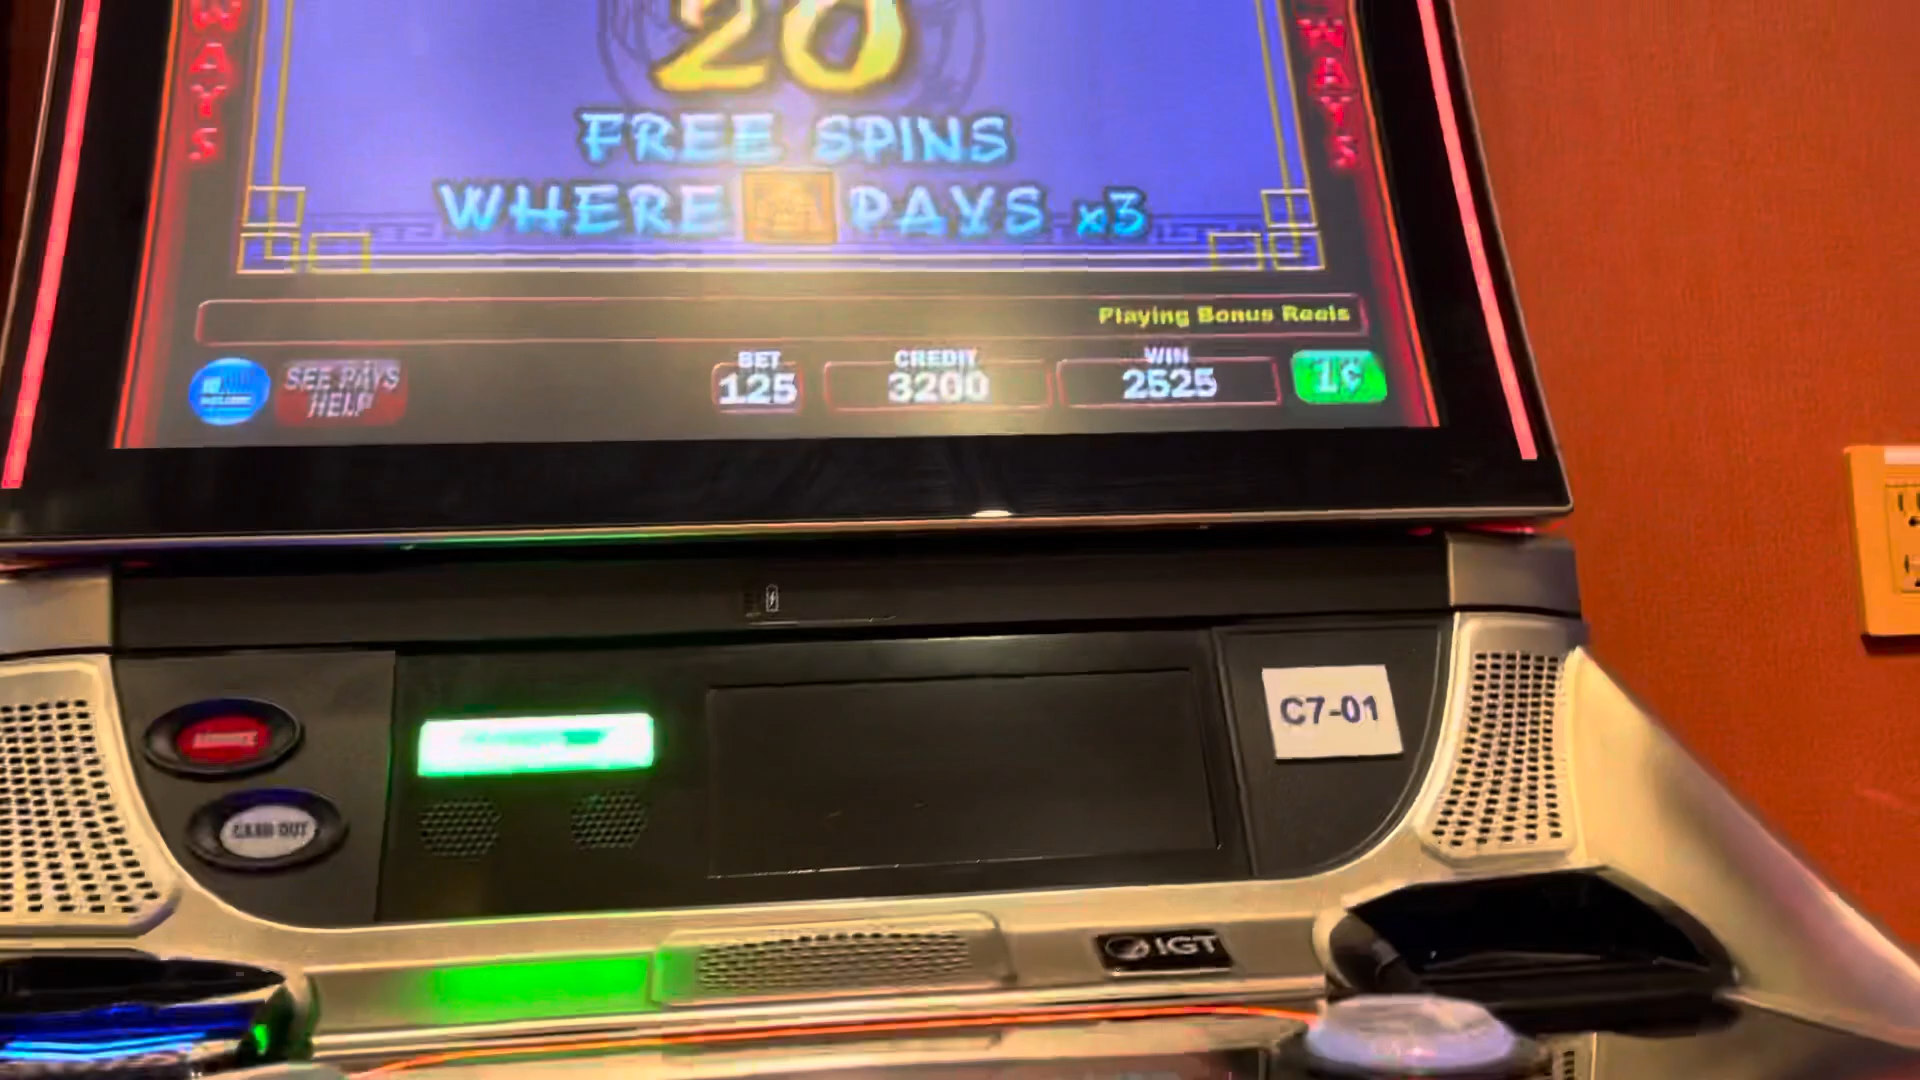 WAYS
WAYS
20
FREE SPINS
WHERE PAYS x3
Playing Bonus Reels
SEE PAYS
HELP
BET
125
CREDIT
3200
WIN
2525
1¢
C7-01
CASH OUT
IGT